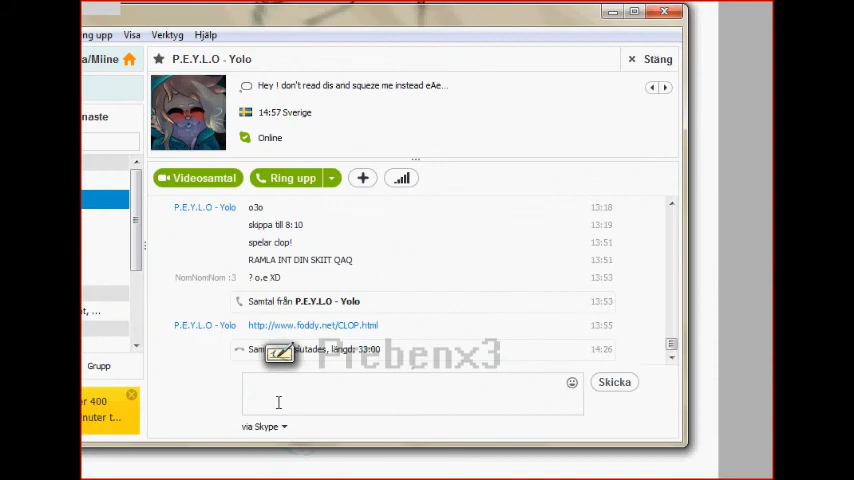 ng upp Visa Verktyg Hjälp
a/Miine
P.E.Y.L.O - Yolo
Stäng
Hey ! don't read dis and squeze me instead eAe...
14:57 Sverige
naste
Online
Videosamtal
Ring upp
P.E.Y.L.O - Yolo o3o 13:18
skippa till 8:10 13:19
spelar clop! 13:51
RAMLA INT DIN SKIIT QAQ 13:51
NomNomNom :3 ? o.e XD 13:53
Samtal från P.E.Y.L.O - Yolo 13:53
t, ...
P.E.Y.L.O - Yolo http://www.foddy.net/CLOP.html 13:55
Sam slutades, längd: 33:00 14:26
Piebenx3
Grupp
Skicka
er 400
nuter t...
via Skype